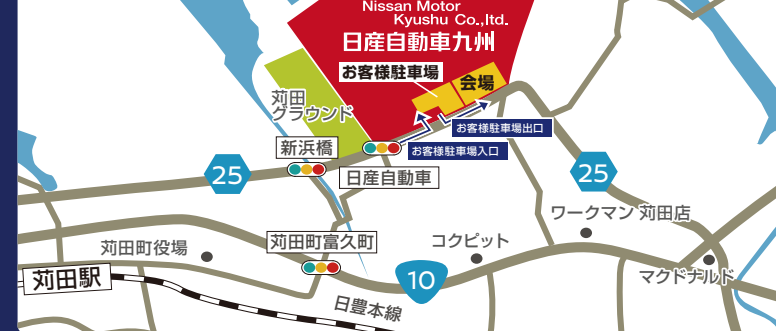 Nissan Motor
Kyushu Co.,ltd.
日産自動車九州
お客様駐車場
会場
苅田
グラウンド
お客様駐車場出口
お客様駐車場入口
新浜橋
日産自動車
25
25
ワークマン 苅田店
苅田町富久町
コクピット
苅田町役場
マクドナルド
苅田駅
10
日豊本線